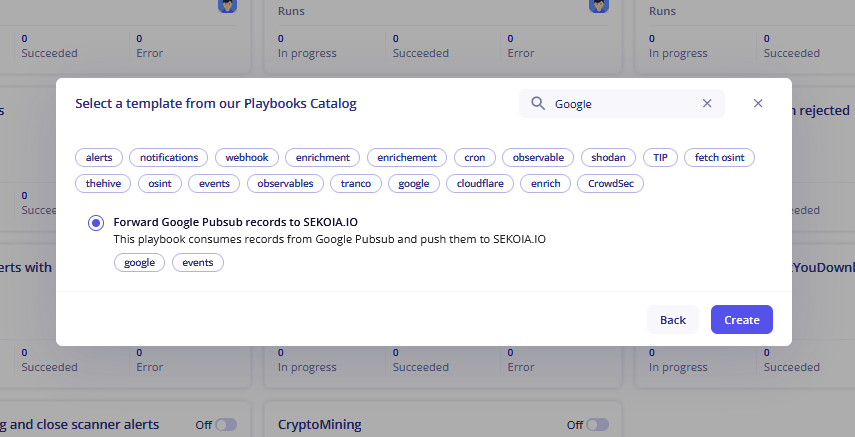 Runs
Runs
0 0 0 0 0 0 0
Succeeded Error In progress Succeeded Error In progress Succeeded
Select a template from our Playbooks Catalog
Google
s
rejected
alerts notifications webhook enrichment enrichement cron observable shodan TIP fetch osint
thehive osint events observables tranco google cloudflare enrich CrowdSec
0
Forward Google Pubsub records to SEKOIA.IO
This playbook consumes records from Google Pubsub and push them to SEKOIA.IO
google events
erts with
YouDownl
Back Create
0 0 0 0 0 0 0
Succeeded Error In progress Succeeded Error In progress Succeeded
g and close scanner alerts Off CryptoMining Off